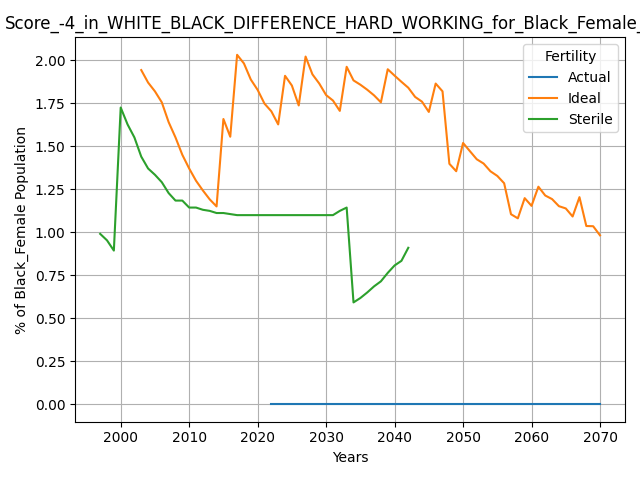 Score_-4_in_WHITE_BLACK_DIFFERENCE_HARD_WORKING_for_Black_Female_
Fertility
Actual
Ideal
Sterile
% of Black_Female Population
2.00
1.75
1.50
1.25
1.00
0.75
0.50
0.25
0.00
2000 2010 2020 2030 2040 2050 2060 2070
Years